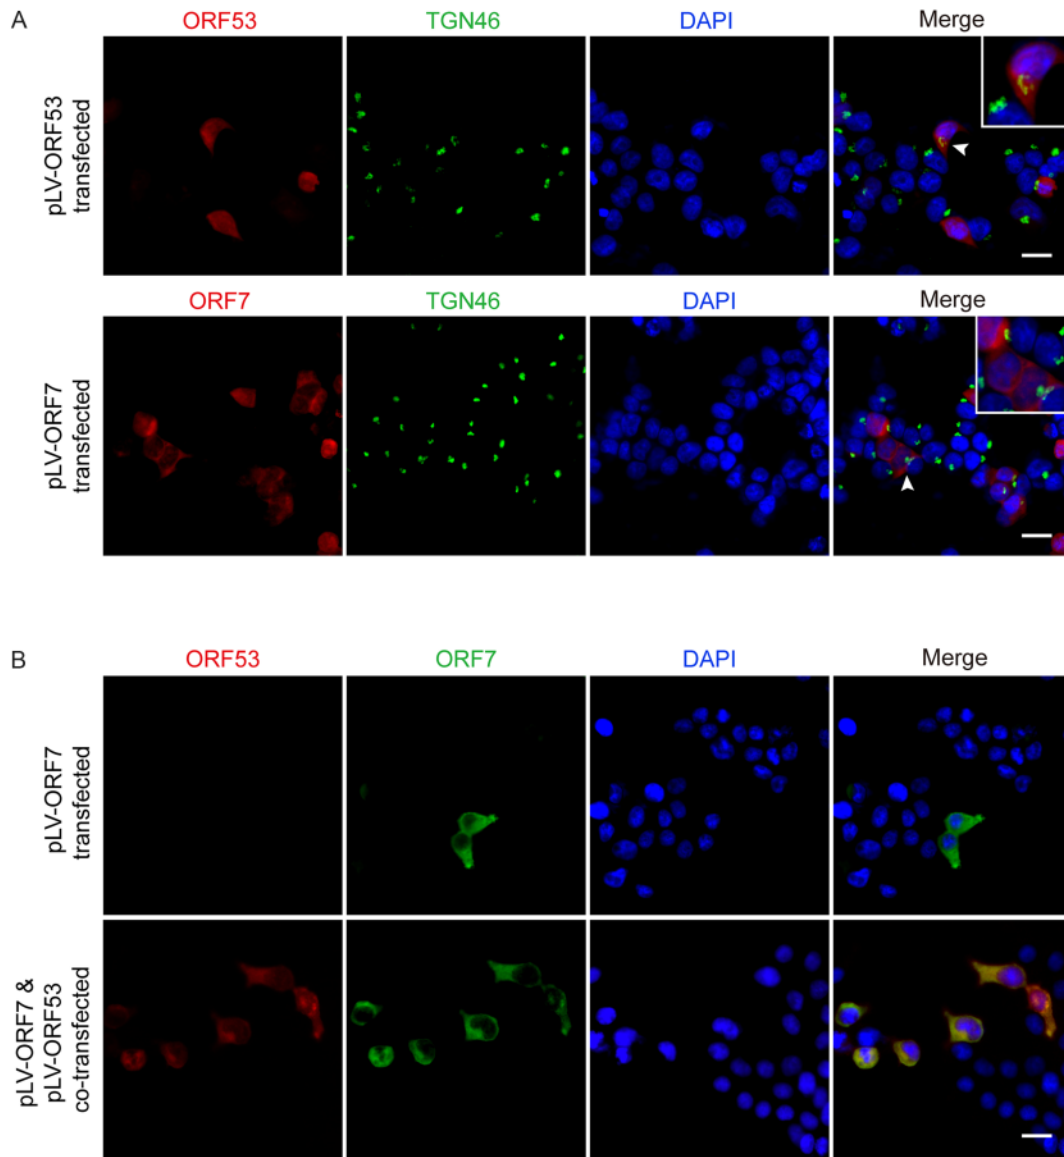 A
ORF53 TGN46 DAPI Merge
pLV-ORF53
transfected
ORF7 TGN46 DAPI Merge
pLV-ORF7
transfected
B
ORF53 ORF7 DAPI Merge
pLV-ORF7
transfected
pLV-ORF7 &
pLV-ORF53
co-transfected